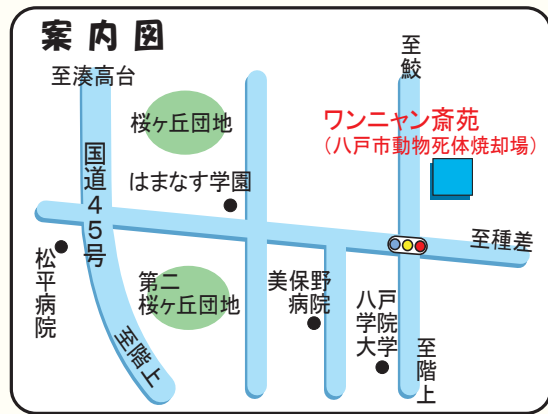 案内図
至湊高台
至鮫
桜ヶ丘団地
ワンニャン斎苑
（八戸市動物死体焼却場）
国道45号
はまなす学園
至種差
松平病院
第二
桜ヶ丘団地
美保野
病院
八戸
学院
大学
至階上
至階上